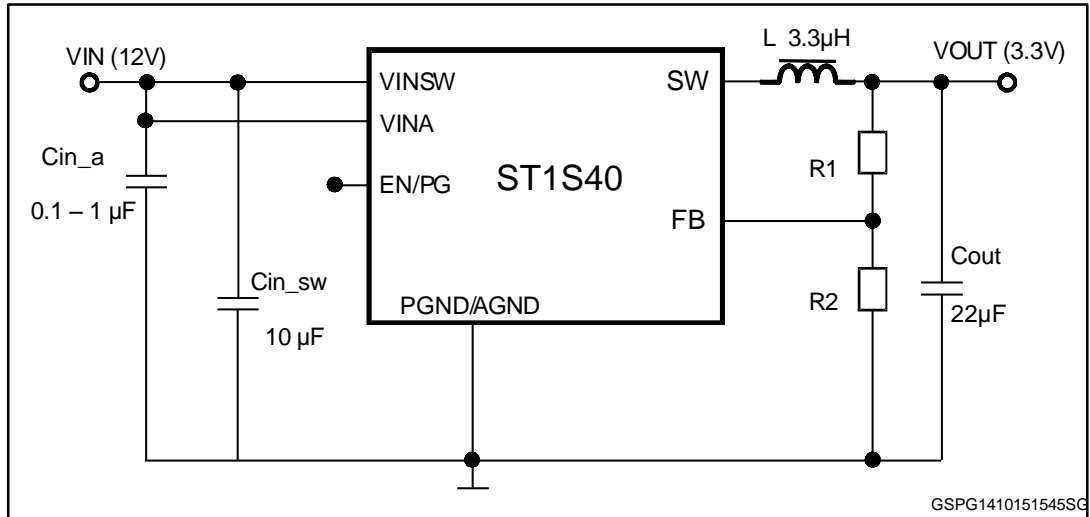 VIN (12V)
L 3.3µH
VOUT (3.3V)
VINSW
SW
VINA
Cin_a
EN/PG
ST1S40
R1
0.1 – 1 µF
FB
Cin_sw
Cout
PGND/AGND
R2
10 µF
22µF
GSPG1410151545SG